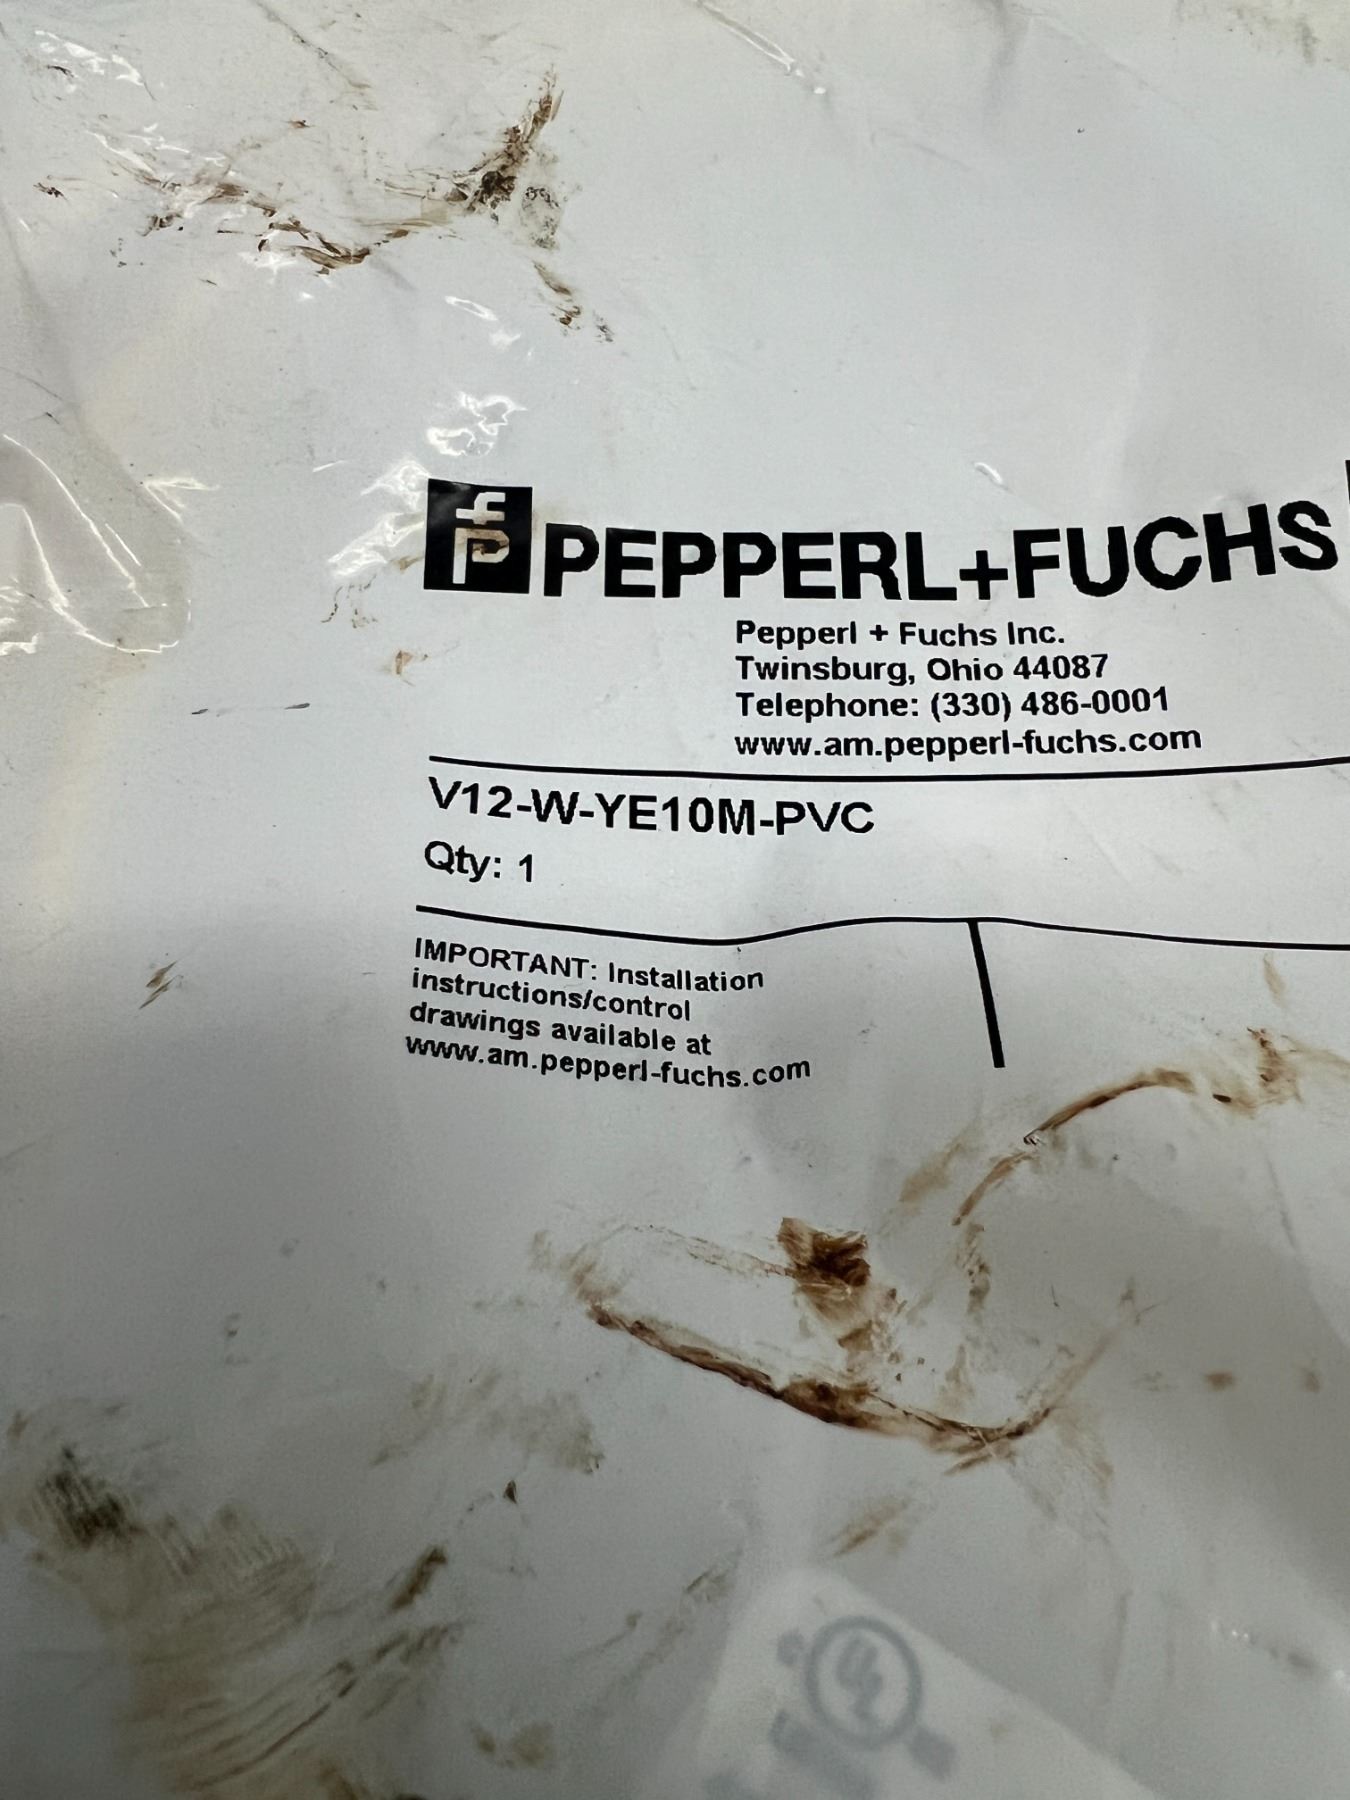 PEPPERL+FUCHS
Pepperl + Fuchs Inc.
Twinsburg, Ohio 44087
Telephone: (330) 486-0001
www.am.pepperl-fuchs.com
V12-W-YE10M-PVC
Qty: 1
IMPORTANT: Installation
instructions/control
drawings available at
www.am.pepperl-fuchs.com